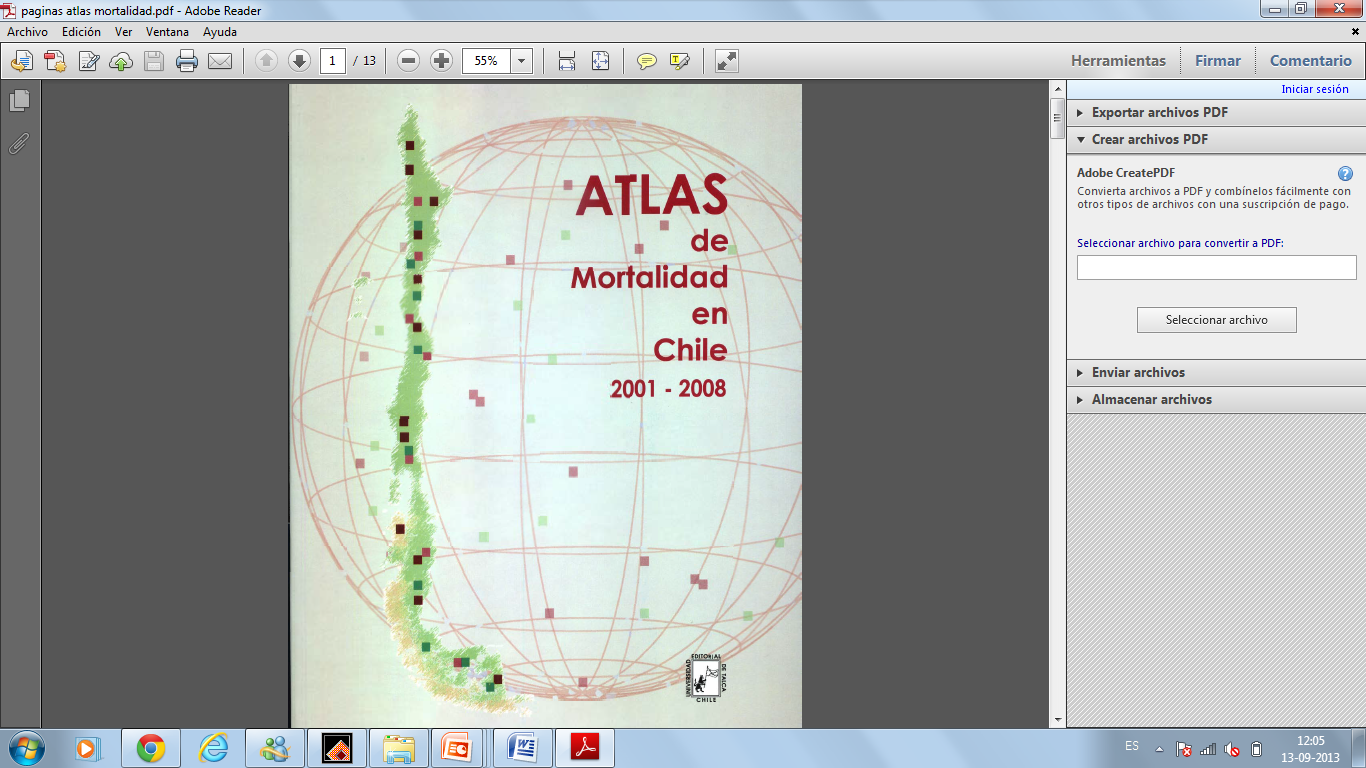 paginas atlas mortalidad.pdf - Adobe Reader
Archivo Edición Ver Ventana Ayuda
1 / 13 55% Herramientas Firmar Comentario
Iniciar sesión
Exportar archivos PDF
Crear archivos PDF
Adobe CreatePDF
Convierta archivos a PDF y combínelos fácilmente con
otros tipos de archivos con una suscripción de pago.
Seleccionar archivo para convertir a PDF:
Seleccionar archivo
Enviar archivos
Almacenar archivos
ATLAS
de
Mortalidad
en
Chile
2001 - 2008
EDITORIAL
UNIVERSIDAD
DE TALCA
CHILE
ES
12:05
13-09-2013